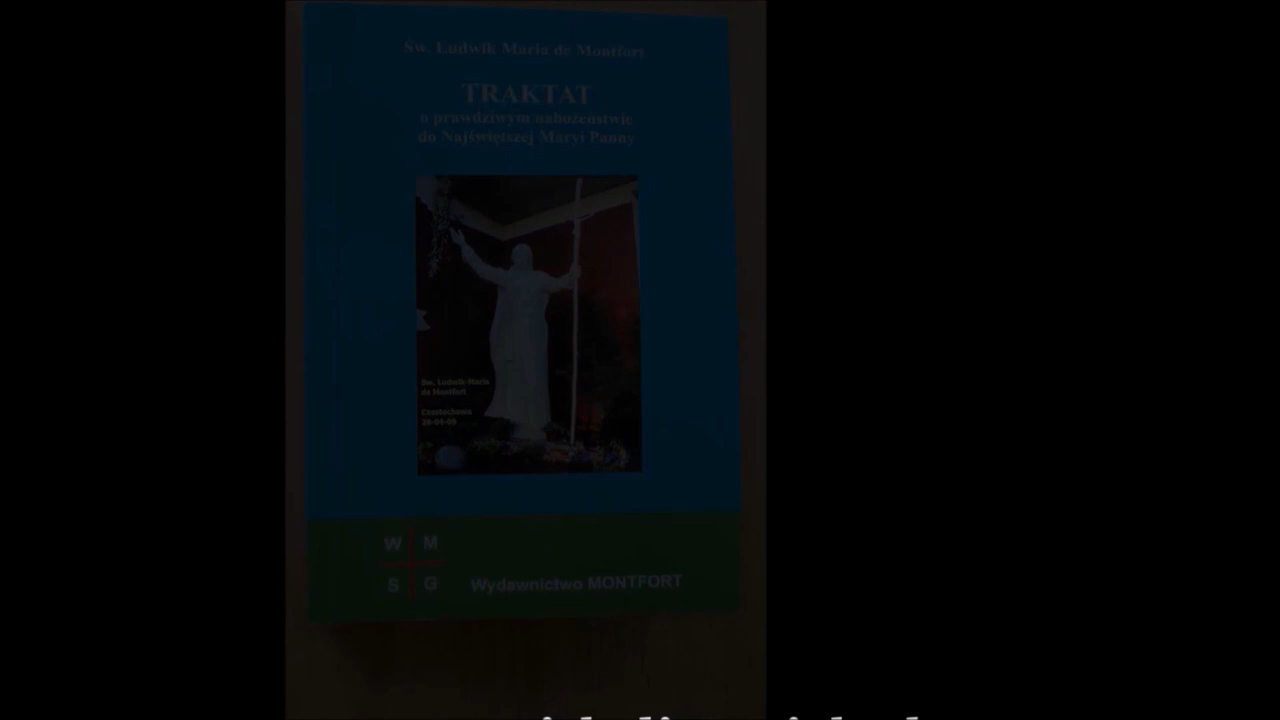 Św. Ludwik Maria de Montfort
TRAKTAT
o prawdziwym nabożeństwie
do Najświętszej Maryi Panny
Św. Ludwik-Maria
de Montfort
Częstochowa
W M
S G
Wydawnictwo MONTFORT